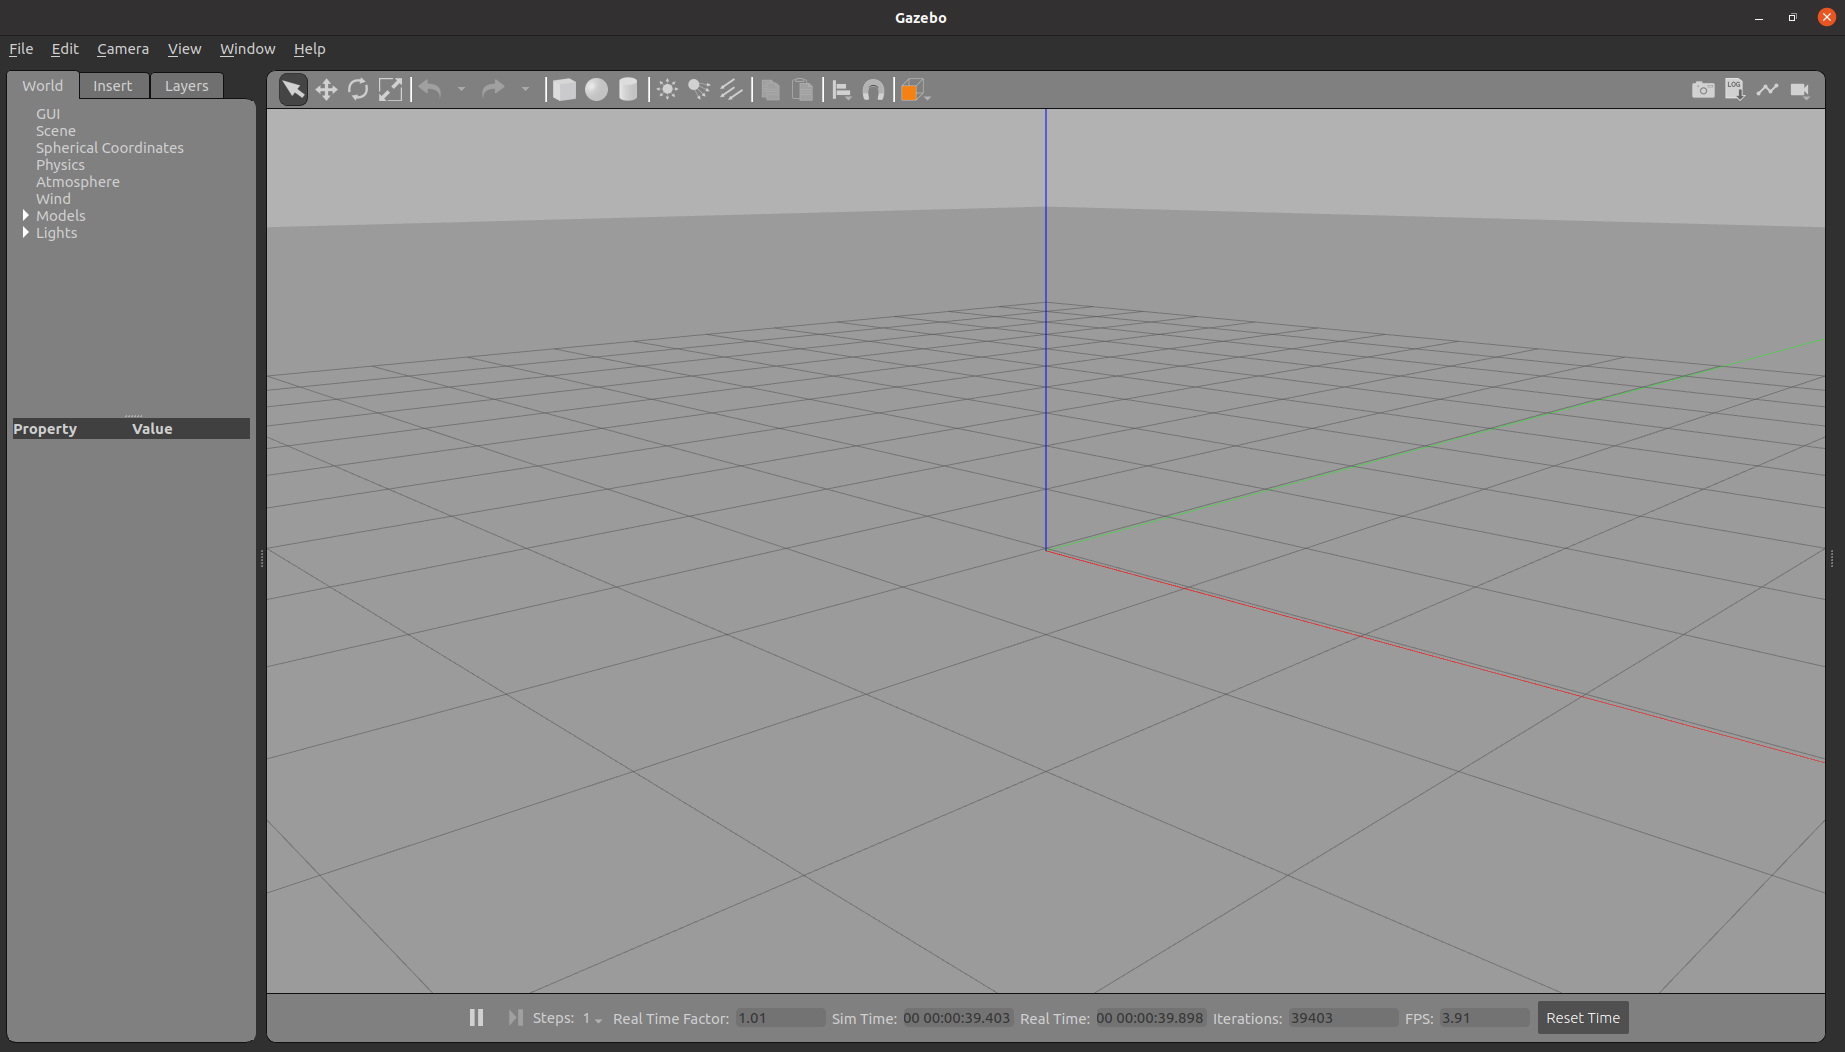 Gazebo
File Edit Camera View Window Help
World Insert Layers
GUI
Scene
Spherical Coordinates
Physics
Atmosphere
Wind
Models
Lights
Property Value
LOG
Steps: 1 Real Time Factor: 1.01 Sim Time: 00 00:00:39.403 Real Time: 00 00:00:39.898 Iterations: 39403 FPS: 3.91 Reset Time